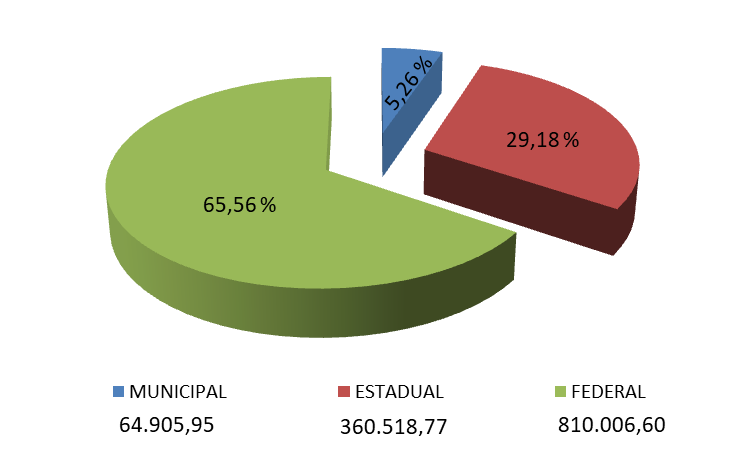 5,26 %
29,18 %
65,56 %
MUNICIPAL ESTADUAL FEDERAL
64.905,95 360.518,77 810.006,60